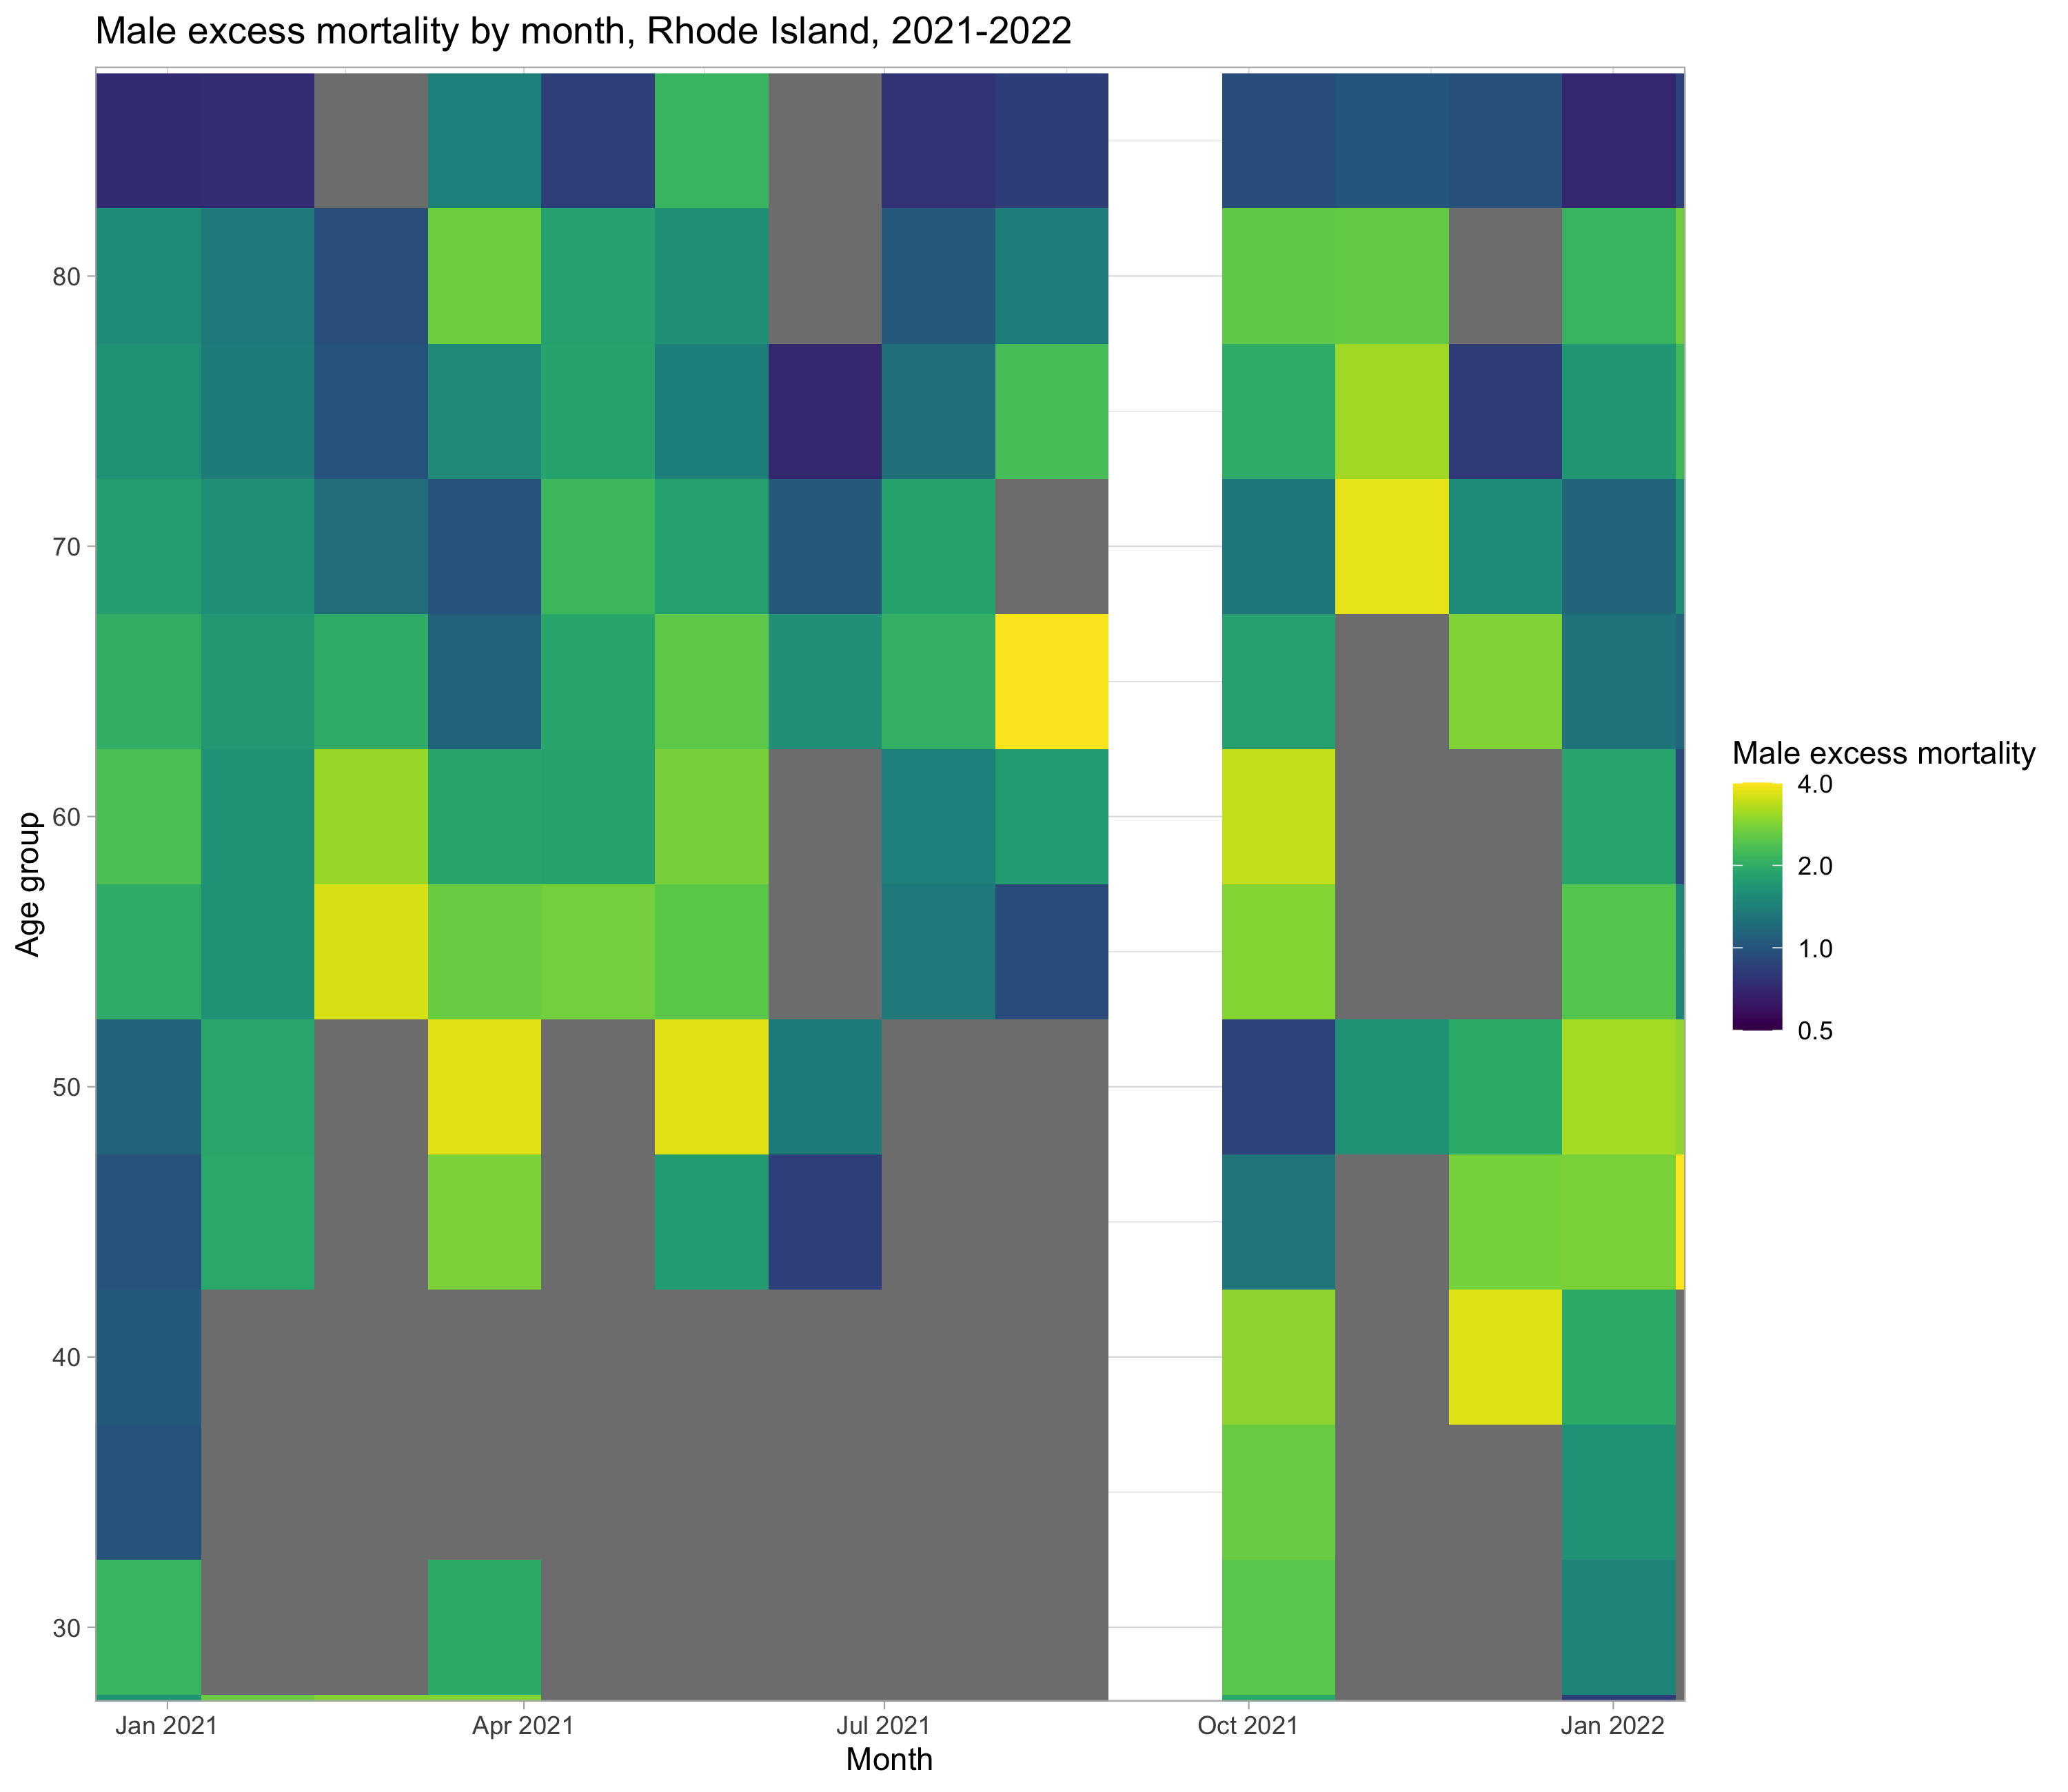 Male excess mortality by month, Rhode Island, 2021-2022
Age group
80
70
60
50
40
30
Jan 2021
Apr 2021
Jul 2021
Oct 2021
Jan 2022
Month
Male excess mortality
4.0
2.0
1.0
0.5